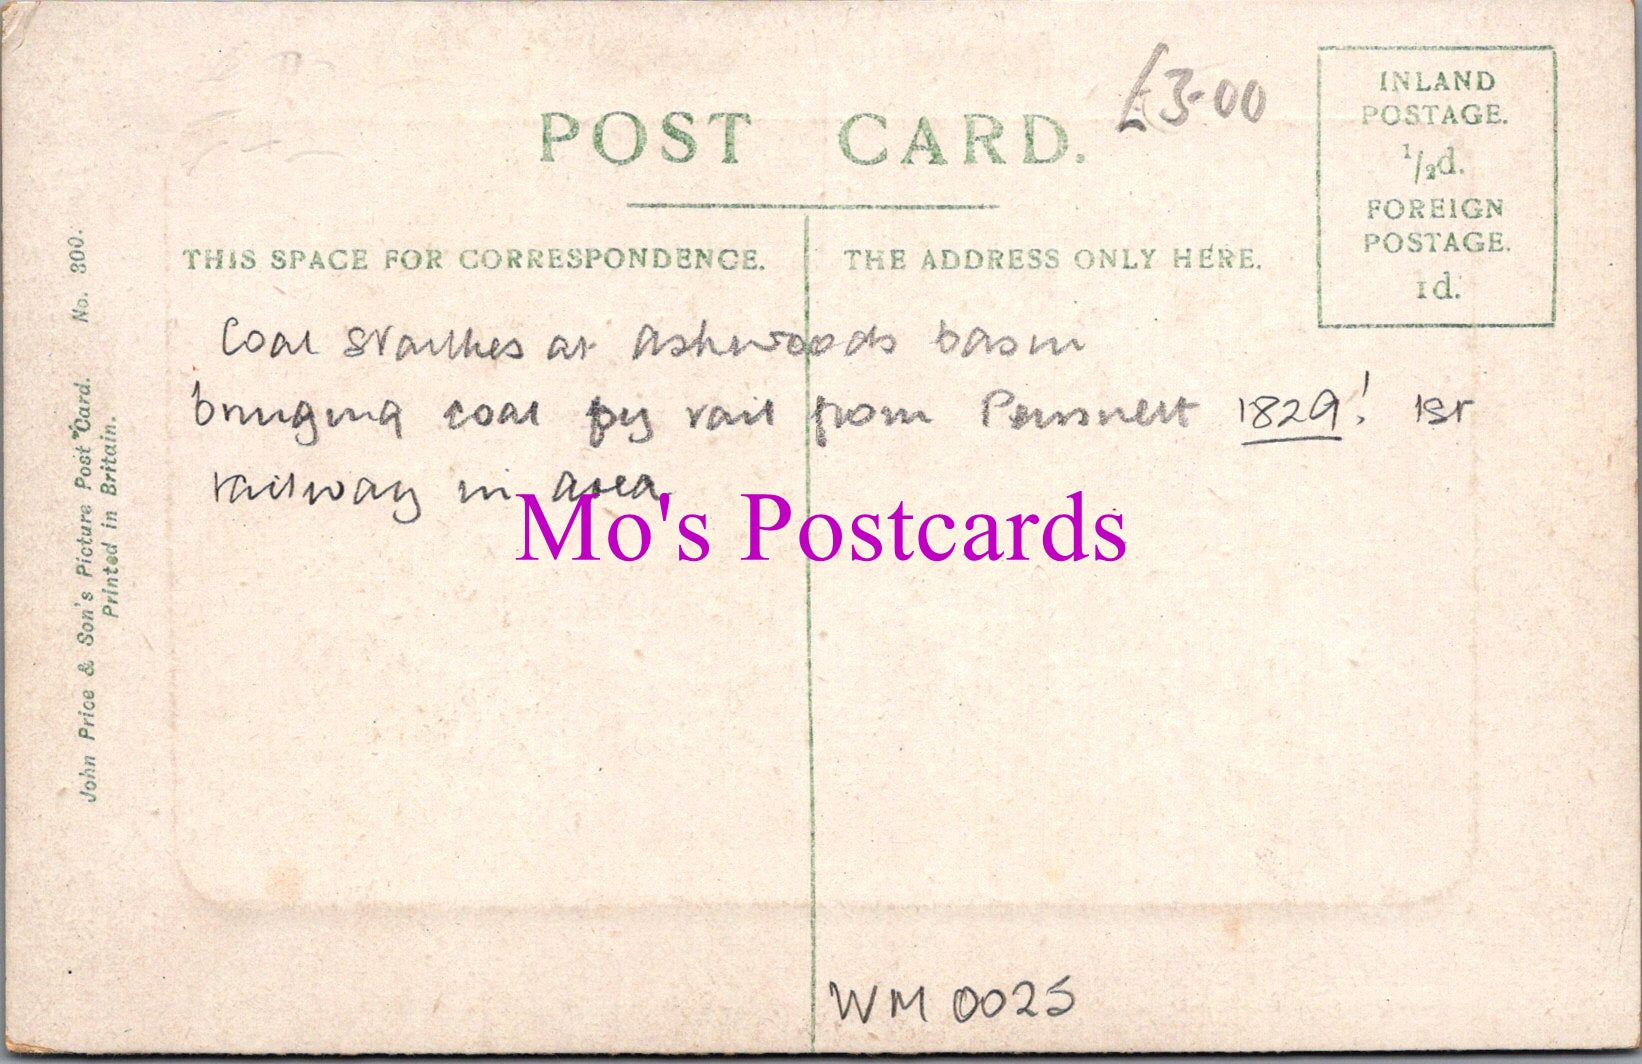 POST CARD.
£3-00
INLAND
POSTAGE.
1/2d.
FOREIGN
POSTAGE.
1d.
THIS SPACE FOR CORRESPONDENCE.
THE ADDRESS ONLY HERE.
Coal staithes at Ashwoods basin
bringing coal by rail from Pensnett 1829! 1st
railway in area
Mo's Postcards
John Price & Son's Picture Post Card. No. 300.
Printed in Britain.
WM 0025